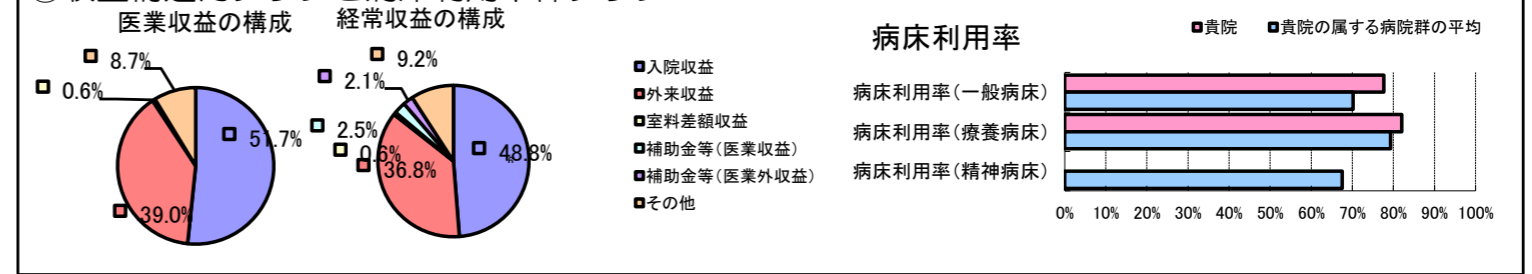 医業収益の構成
経常収益の構成
8.7%
0.6%
51.7%
39.0%
9.2%
2.1%
2.5%
0.6%
36.8%
48.8%
入院収益
外来収益
室料差額収益
補助金等(医業収益)
補助金等(医業外収益)
その他
病床利用率
貴院
貴院の属する病院群の平均
病床利用率(一般病床)
病床利用率(療養病床)
病床利用率(精神病床)
0% 10% 20% 30% 40% 50% 60% 70% 80% 90% 100%